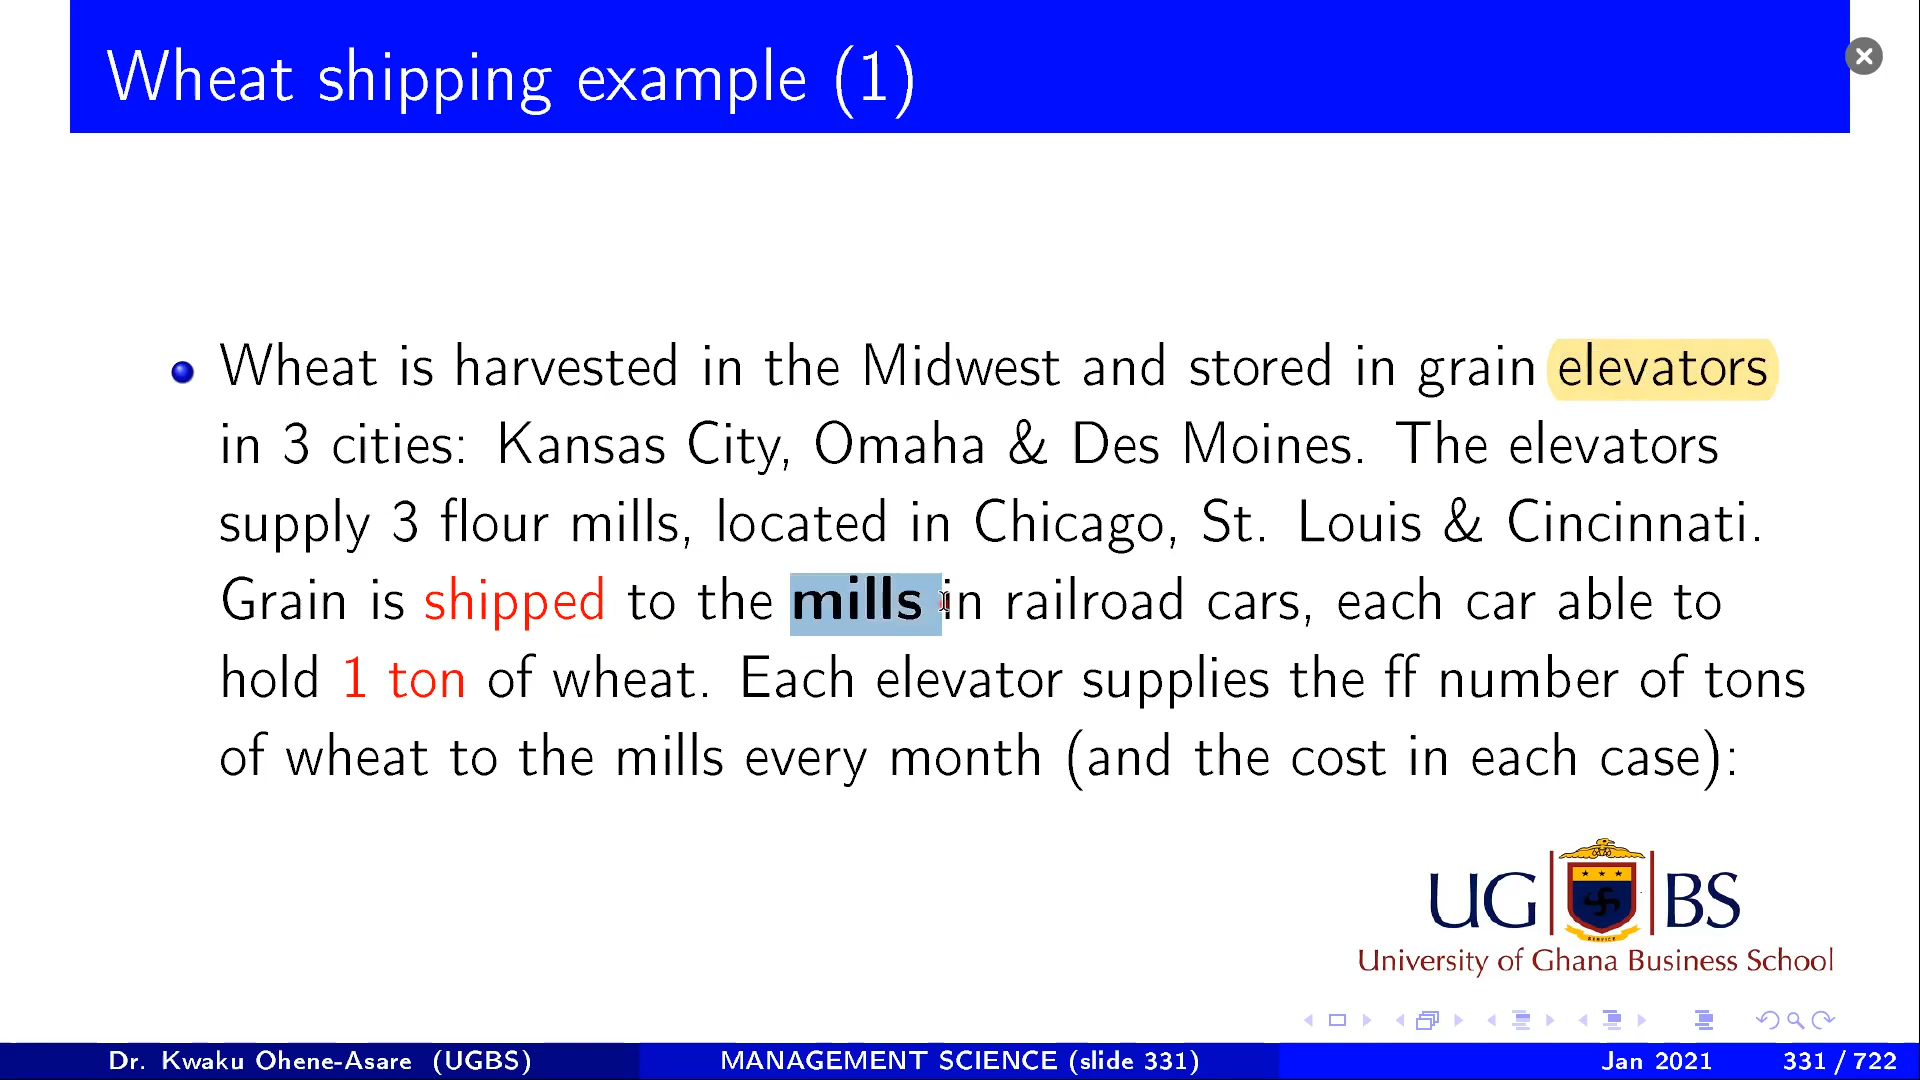 Wheat shipping example (1)
Wheat is harvested in the Midwest and stored in grain elevators
in 3 cities: Kansas City, Omaha & Des Moines. The elevators
supply 3 flour mills, located in Chicago, St. Louis & Cincinnati.
Grain is shipped to the mills in railroad cars, each car able to
hold 1 ton of wheat. Each elevator supplies the ff number of tons
of wheat to the mills every month (and the cost in each case):
UG BS
SERVICE
University of Ghana Business School
Dr. Kwaku Ohene-Asare (UGBS) MANAGEMENT SCIENCE (slide 331) Jan 2021 331 / 722